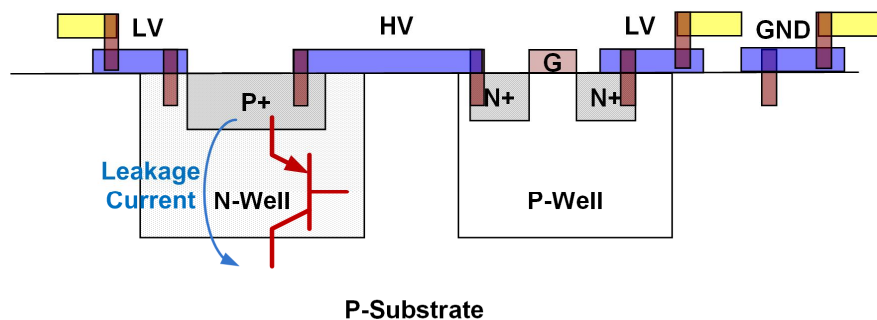 LV
HV
LV
GND
G
P+
N+
N+
Leakage
Current
N-Well
P-Well
P-Substrate